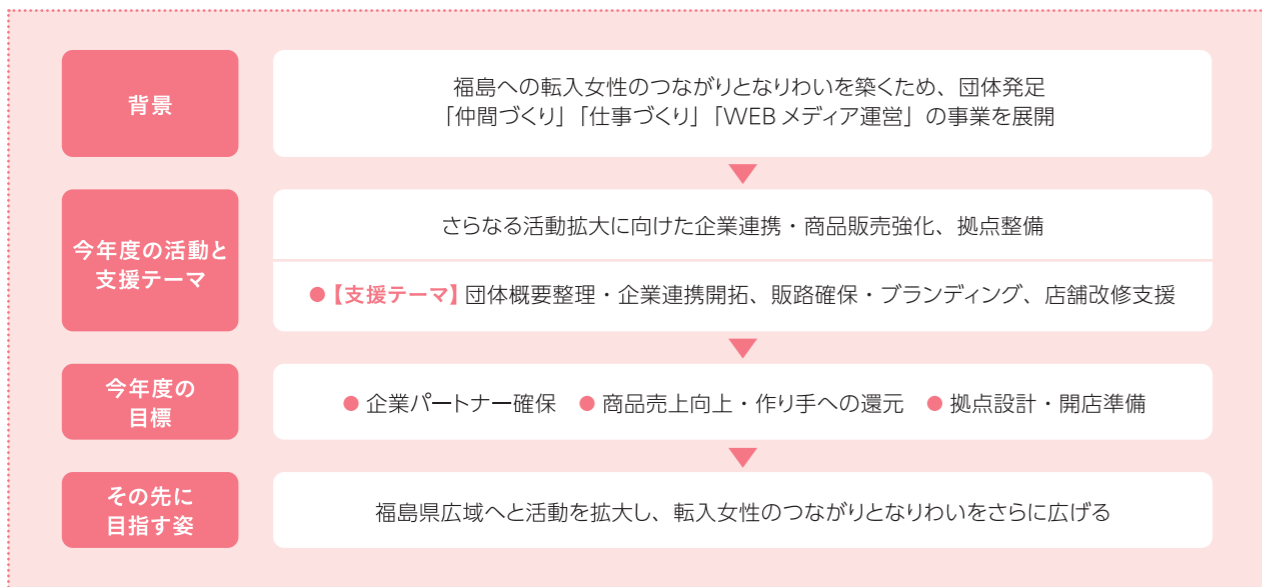 背景
福島への転入女性のつながりとなりわいを築くため、団体発足
「仲間づくり」「仕事づくり」「WEBメディア運営」の事業を展開
今年度の活動と
支援テーマ
さらなる活動拡大に向けた企業連携・商品販売強化、拠点整備
●【支援テーマ】団体概要整理・企業連携開拓、販路確保・ブランディング、店舗改修支援
今年度の
目標
●企業パートナー確保 ●商品売上向上・作り手への還元 ●拠点設計・開店準備
その先に
目指す姿
福島県広域へと活動を拡大し、転入女性のつながりとなりわいをさらに広げる